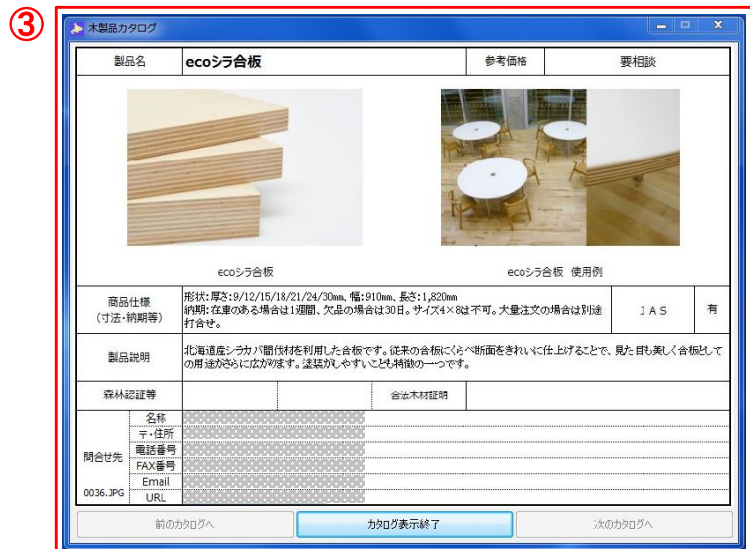 ③
木製品カタログ
製品名 ecoシラ合板 参考価格 要相談
ecoシラ合板 ecoシラ合板 使用例
商品仕様
(寸法・納期等)
形状:厚さ:9/12/15/18/21/24/30mm、幅:910mm、長さ:1,820mm
納期:在庫のある場合は1週間、欠品の場合は30日。サイズ4×8は不可。大量注文の場合は別途
打合せ。
JAS 有
製品説明
北海道産シラカバ間伐材を利用した合板です。従来の合板にくらべ断面をきれいに仕上げることで、見た目も美しく合板として
の用途がさらに広がります。塗装がしやすいことも特徴の一つです。
森林認証等 合法木材証明
問合せ先
名称
〒・住所
電話番号
FAX番号
Email
URL
0036.JPG
前のカタログへ カタログ表示終了 次のカタログへ